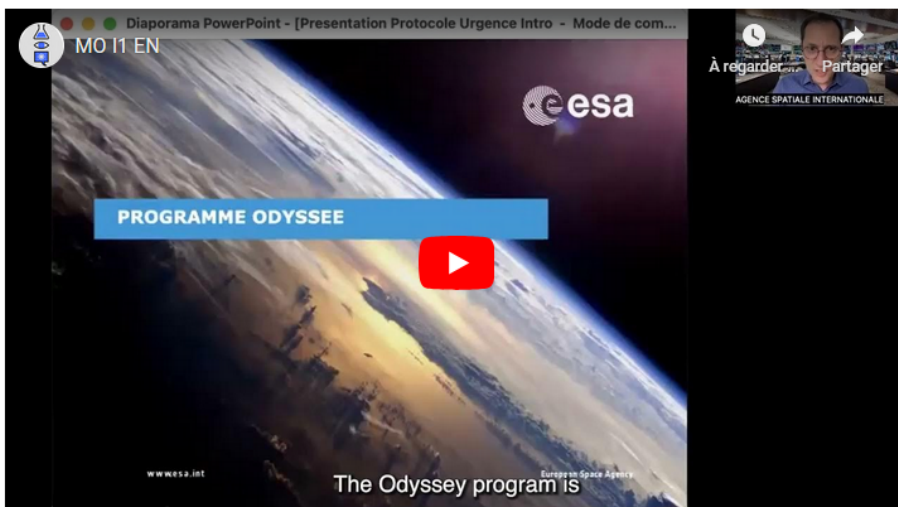 Diaporama PowerPoint - [Presentation Protocole Urgence Intro - Mode de com...
MO I1 EN
À regarder ...
Partager
AGENCE SPATIALE INTERNATIONALE
esa
PROGRAMME ODYSSEE
www.esa.int
European Space Agency
The Odyssey program is